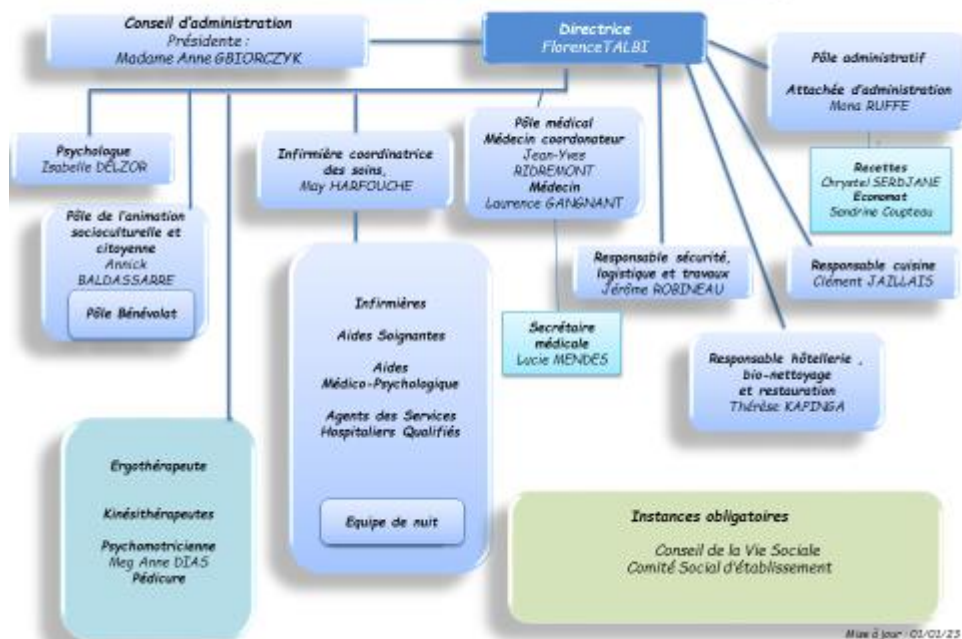 Conseil d'administration
Présidente :
Madame Anne GBIORCZYK
Directrice
Florence TALBI
Pôle administratif
Attachée d'administration
Mona RUFFE
Recettes
Chrystel SERDJANE
Economat
Sandrine Coupteau
Psychologue
Isabelle DELZOR
Infirmière coordinatrice
des soins,
May HARFOUCHE
Pôle médical
Médecin coordonateur
Jean-Yves
RIDREMONT
Médecin
Laurence GANGNANT
Pôle de l'animation
socioculturelle et
citoyenne
Annick
BALDASSARRE
Pôle Bénévolat
Responsable sécurité,
logistique et travaux
Jérôme ROBINEAU
Responsable cuisine
Clément JAILLAIS
Infirmières
Aides Soignantes
Aides
Médico-Psychologique
Agents des Services
Hospitaliers Qualifiés
Equipe de nuit
Secrétaire
médicale
Lucie MENDES
Responsable hôtellerie ,
bio-nettoyage
et restauration
Thérèse KAPINGA
Ergothérapeute
Kinésithérapeutes
Psychomotricienne
Meg Anne DIAS
Pédicure
Instances obligatoires
Conseil de la Vie Sociale
Comité Social d'établissement
Mise à jour : 01/01/23